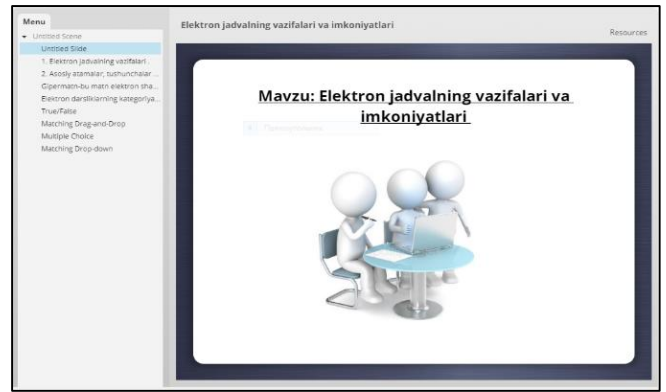 Menu
Untitled Scene
Untitled Slide
1. Elektron jadvalning vazifalari .
2. Asosiy atamalar, tushunchalar ...
Gipermatn-bu matn elektron sha...
Elektron darsliklarning kategoriya...
True/False
Matching Drag-and-Drop
Multiple Choice
Matching Drop-down
Elektron jadvalning vazifalari va imkoniyatlari
Resources
Mavzu: Elektron jadvalning vazifalari va
imkoniyatlari